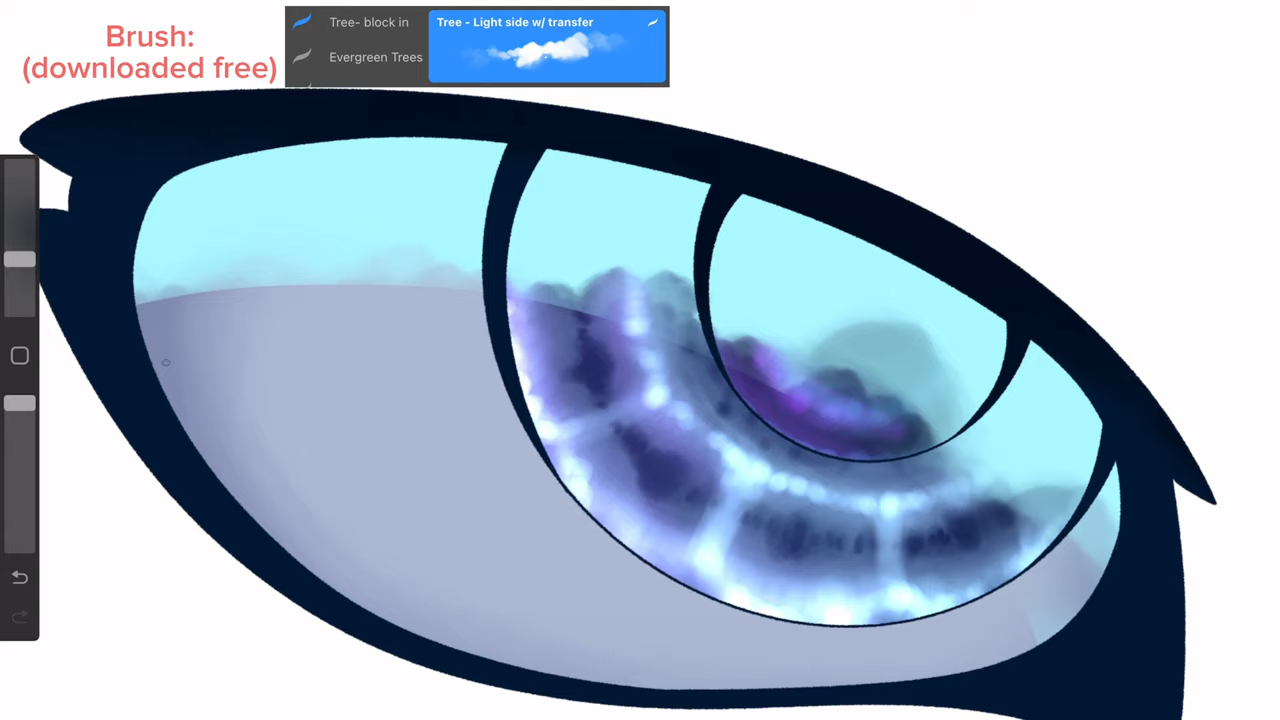 Brush:
(downloaded free)
Tree- block in
Evergreen Trees
Tree - Light side w/ transfer